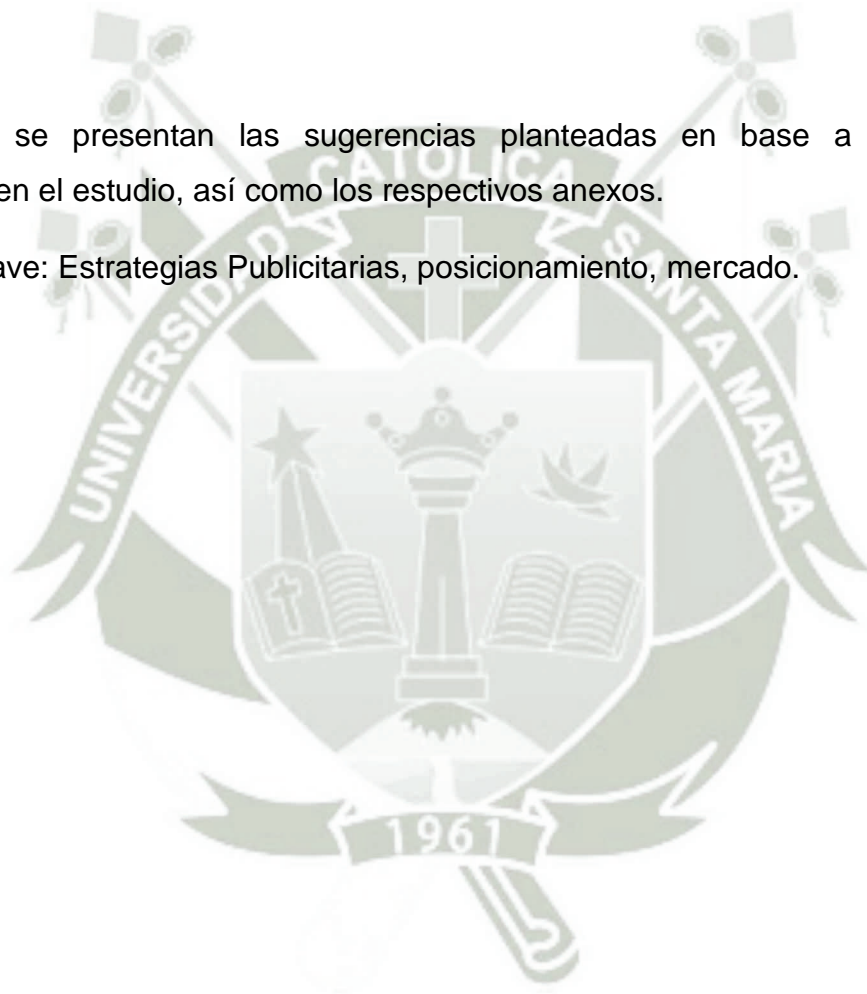 se presentan las sugerencias planteadas en base a
en el estudio, así como los respectivos anexos.
ave: Estrategias Publicitarias, posicionamiento, mercado.
UNIVERSIDAD CATOLICA SANTA MARIA
1961